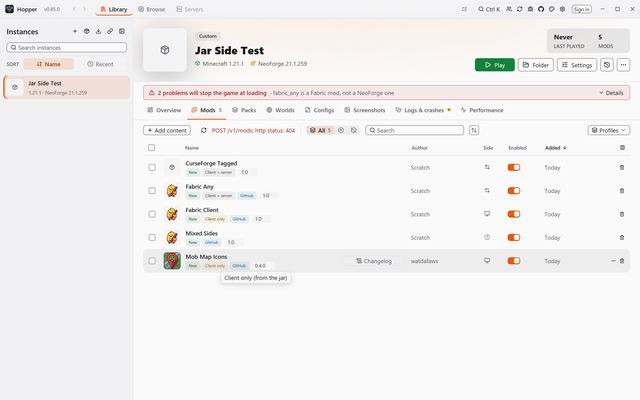 Hopper v0.85.0 Library Browse Servers Ctrl K Sign in
Instances
Search instances
SORT Name Recent
Jar Side Test
1.21.1 · NeoForge 21.1.259
Custom
Jar Side Test
Minecraft 1.21.1 NeoForge 21.1.259
Never 5
LAST PLAYED MODS
Play Folder Settings
2 problems will stop the game at loading · fabric_any is a Fabric mod, not a NeoForge one Details
Overview Mods 5 Packs Worlds Configs Screenshots Logs & crashes Performance
Add content POST /v1/mods: http status: 404 All 5 Search Profiles
Name Author Side Enabled Added
CurseForge Tagged
New Client + server 1.0
Scratch Today
Fabric Any
New Client + server GitHub 1.0
Scratch Today
Fabric Client
New Client only GitHub 1.0
Scratch Today
Mixed Sides
New GitHub 1.0
Scratch Today
Mob Map Icons
New Client only GitHub 0.4.0
Changelog watdafawx Today
Client only (from the jar)